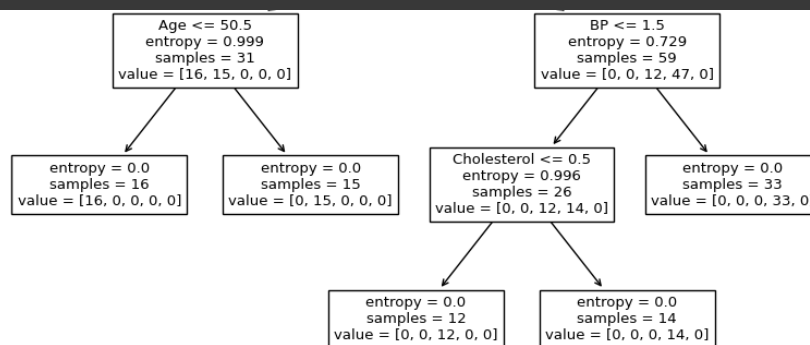 Age <= 50.5
entropy = 0.999
samples = 31
value = [16, 15, 0, 0, 0]
BP <= 1.5
entropy = 0.729
samples = 59
value = [0, 0, 12, 47, 0]
entropy = 0.0
samples = 16
value = [16, 0, 0, 0, 0]
entropy = 0.0
samples = 15
value = [0, 15, 0, 0, 0]
Cholesterol <= 0.5
entropy = 0.996
samples = 26
value = [0, 0, 12, 14, 0]
entropy = 0.0
samples = 33
value = [0, 0, 0, 33, 0
entropy = 0.0
samples = 12
value = [0, 0, 12, 0, 0]
entropy = 0.0
samples = 14
value = [0, 0, 0, 14, 0]